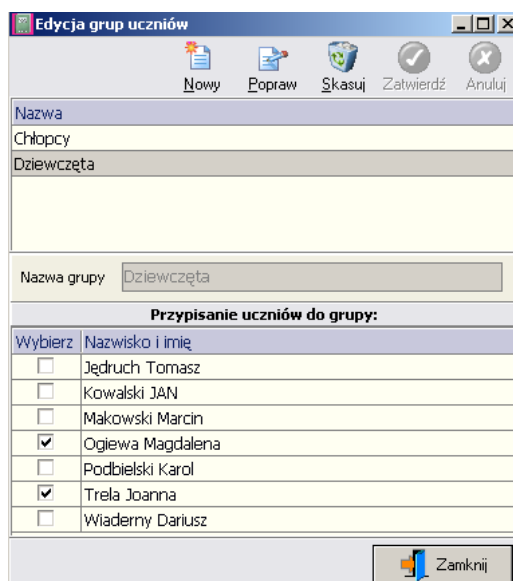 Edycja grup uczniów
Nowy Popraw Skasuj Zatwierdź Anuluj
Nazwa
Chłopcy
Dziewczęta
Nazwa grupy Dziewczęta
Przypisanie uczniów do grupy:
Wybierz Nazwisko i imię
Jędruch Tomasz
Kowalski JAN
Makowski Marcin
Ogiewa Magdalena
Podbielski Karol
Trela Joanna
Wiaderny Dariusz
Zamknij